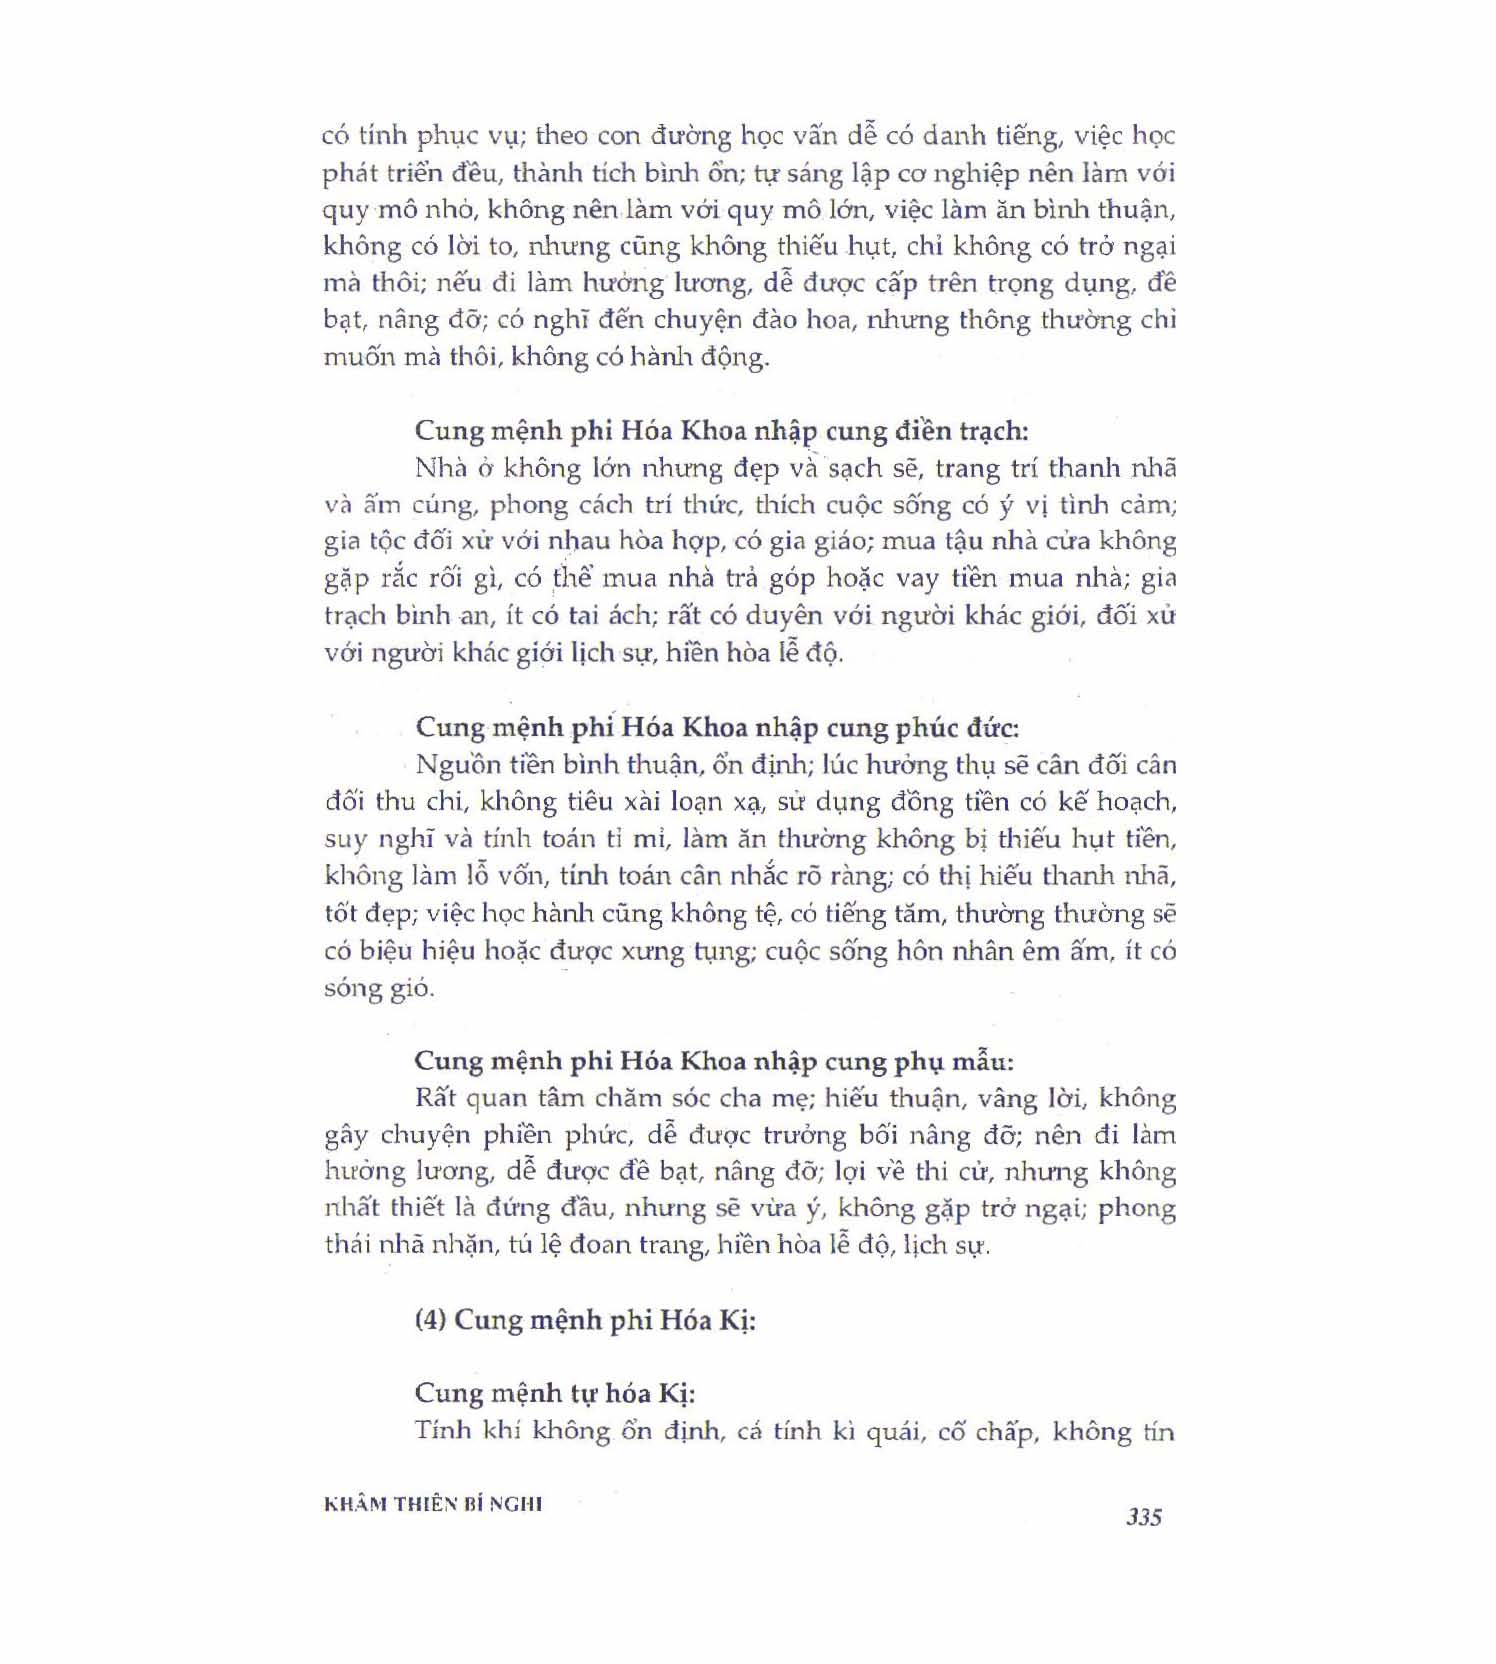 có tính phục vụ; theo con đường học vấn dễ có danh tiếng, việc học
phát triển đều, thành tích bình ổn; tự sáng lập cơ nghiệp nên làm với
quy mô nhỏ, không nên làm với quy mô lớn, việc làm ăn bình thuận,
không có lời to, nhưng cũng không thiếu hụt, chỉ không có trở ngại
mà thôi; nếu đi làm hưởng lương, dễ được cấp trên trọng dụng, đề
bạt, nâng đỡ; có nghĩ đến chuyện đào hoa, nhưng thông thường chỉ
muốn mà thôi, không có hành động.
Cung mệnh phi Hóa Khoa nhập cung điền trạch:
Nhà ở không lớn nhưng đẹp và sạch sẽ, trang trí thanh nhã
và ấm cúng, phong cách trí thức, thích cuộc sống có ý vị tình cảm;
gia tộc đối xử với nhau hòa hợp, có gia giáo; mua tậu nhà cửa không
gặp rắc rối gì, có thể mua nhà trả góp hoặc vay tiền mua nhà; gia
trạch bình an, ít có tai ách; rất có duyên với người khác giới, đối xử
với người khác giới lịch sự, hiền hòa lễ độ.
Cung mệnh phi Hóa Khoa nhập cung phúc đức:
Nguồn tiền bình thuận, ổn định; lúc hưởng thụ sẽ cân đối cân
đối thu chi, không tiêu xài loạn xạ, sử dụng đồng tiền có kế hoạch,
suy nghĩ và tính toán tỉ mỉ, làm ăn thường không bị thiếu hụt tiền,
không làm lỗ vốn, tính toán cân nhắc rõ ràng; có thị hiếu thanh nhã,
tốt đẹp; việc học hành cũng không tệ, có tiếng tăm, thường thường sẽ
có biệu hiệu hoặc được xưng tụng; cuộc sống hôn nhân êm ấm, ít có
sóng gió.
Cung mệnh phi Hóa Khoa nhập cung phụ mẫu:
Rất quan tâm chăm sóc cha mẹ; hiếu thuận, vâng lời, không
gây chuyện phiền phức, dễ được trưởng bối nâng đỡ; nên đi làm
hưởng lương, dễ được đề bạt, nâng đỡ; lợi về thi cử, nhưng không
nhất thiết là đứng đầu, nhưng sẽ vừa ý, không gặp trở ngại; phong
thái nhã nhặn, tú lệ đoan trang, hiền hòa lễ độ, lịch sự.
(4) Cung mệnh phi Hóa Kị:
Cung mệnh tự hóa Kị:
Tính khí không ổn định, cá tính kì quái, cố chấp, không tín
KHÂM THIÊN BÍ NGHI
335